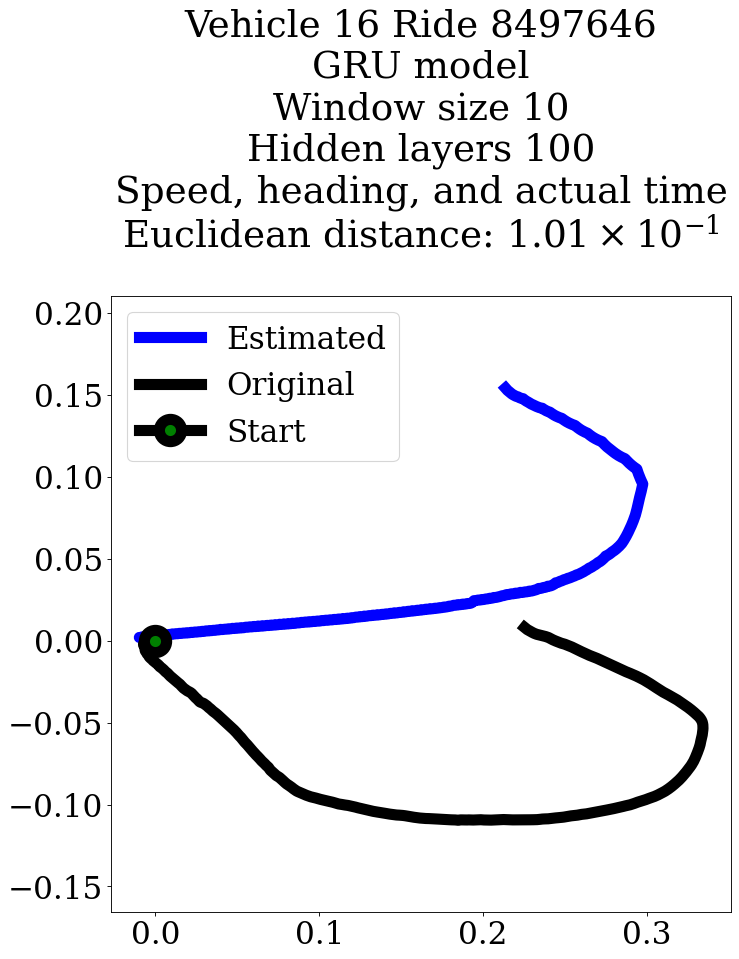 Vehicle 16 Ride 8497646
GRU model
Window size 10
Hidden layers 100
Speed, heading, and actual time
Euclidean distance: 1.01 × 10⁻¹
Estimated
Original
Start
0.20
0.15
0.10
0.05
0.00
−0.05
−0.10
−0.15
0.0 0.1 0.2 0.3